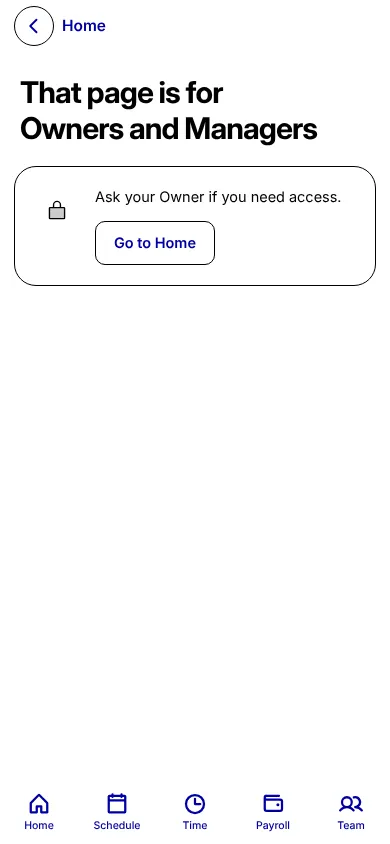 Home
That page is for
Owners and Managers
Ask your Owner if you need access.
Go to Home
Home
Schedule
Time
Payroll
Team